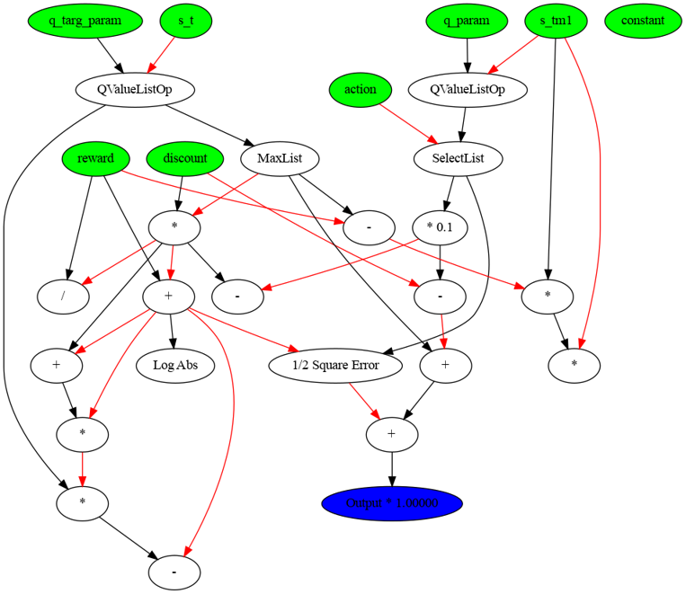 q_targ_param
s_t
q_param
s_tm1
constant
QValueListOp
action
QValueListOp
reward
discount
MaxList
SelectList
*
-
* 0.1
/
+
-
-
*
+
Log Abs
1/2 Square Error
+
*
*
+
*
Output * 1.00000
-